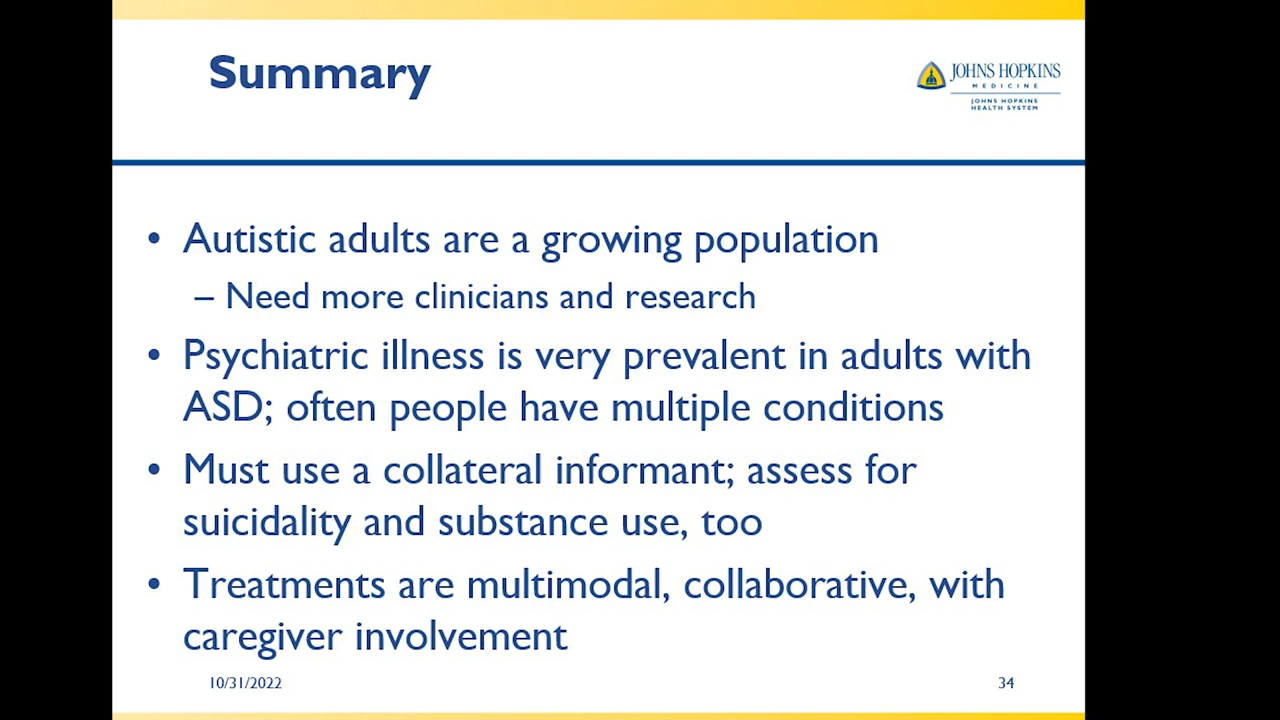 Summary
JOHNS HOPKINS
MEDICINE
JOHNS HOPKINS
HEALTH SYSTEM
• Autistic adults are a growing population
– Need more clinicians and research
• Psychiatric illness is very prevalent in adults with
ASD; often people have multiple conditions
• Must use a collateral informant; assess for
suicidality and substance use, too
• Treatments are multimodal, collaborative, with
caregiver involvement
10/31/2022
34